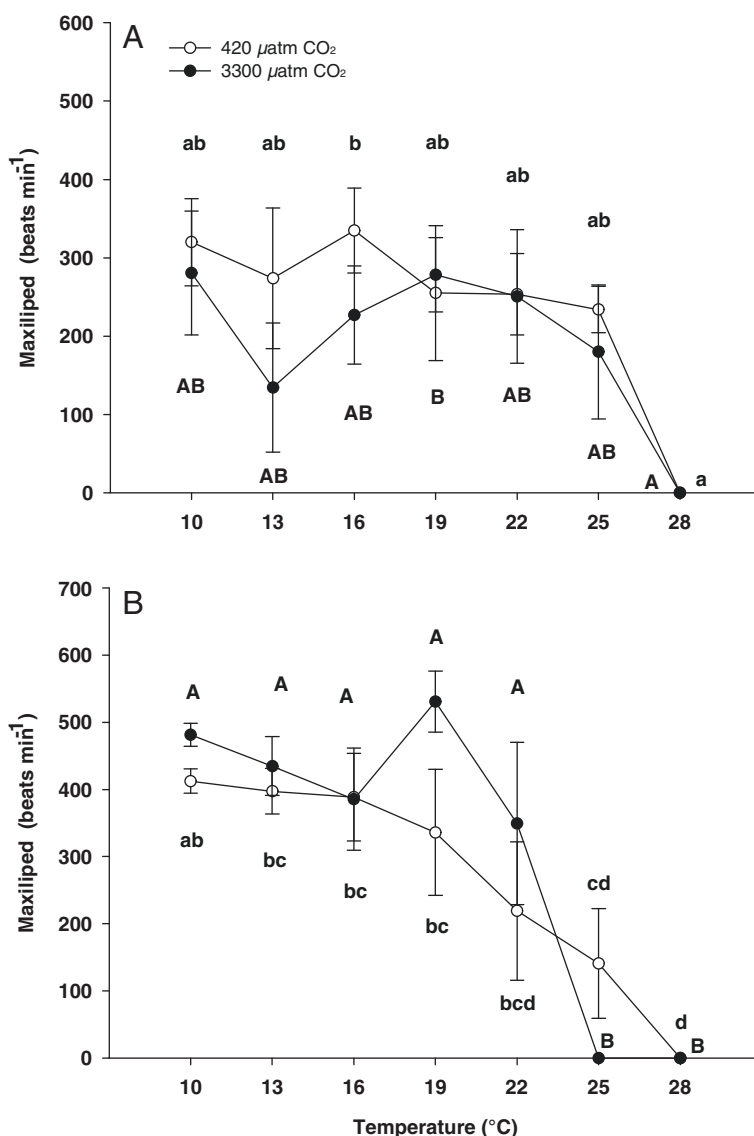 A
420 µatm CO₂
3300 µatm CO₂
Maxiliped (beats min⁻¹)
600
500
400
300
200
100
0
ab ab b ab ab ab
AB AB AB B AB AB A a
10 13 16 19 22 25 28
B
Maxiliped (beats min⁻¹)
700
600
500
400
300
200
100
0
A A A A A
ab bc bc bc bcd cd d
B B
10 13 16 19 22 25 28
Temperature (°C)